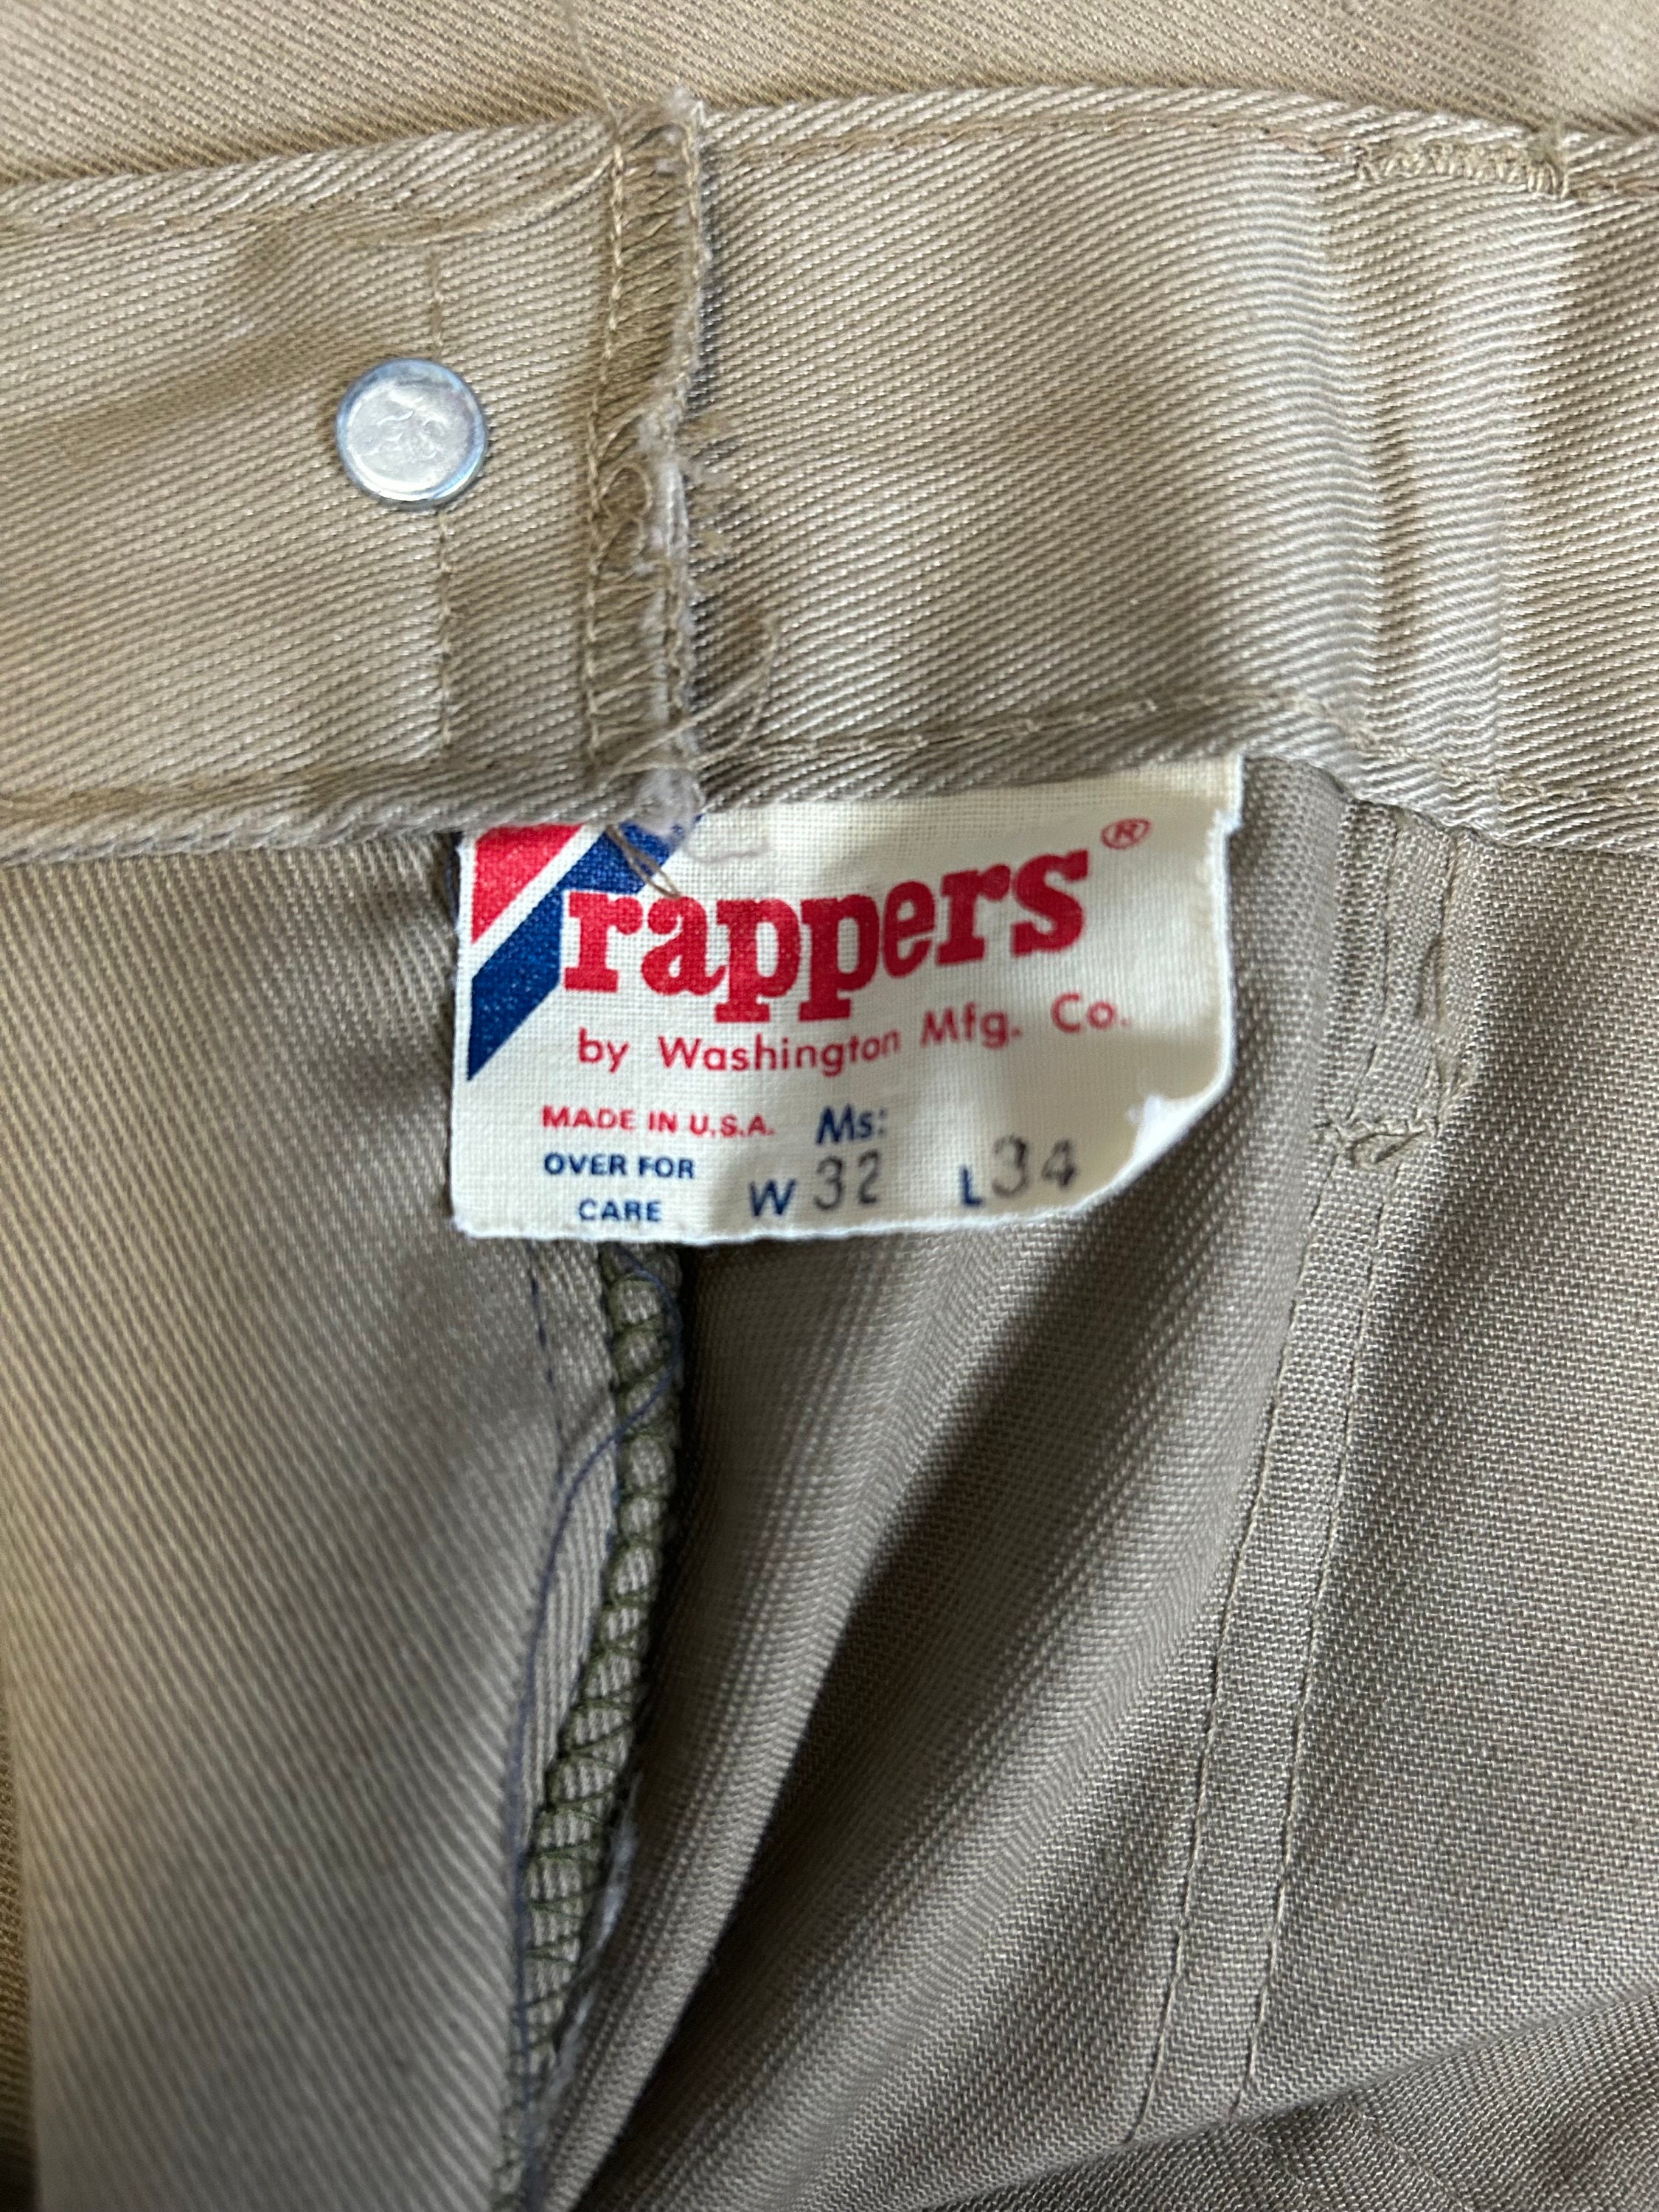 rappers ®
by Washington Mfg. Co.
MADE IN U.S.A. Ms:
OVER FOR
CARE W 32 L 34